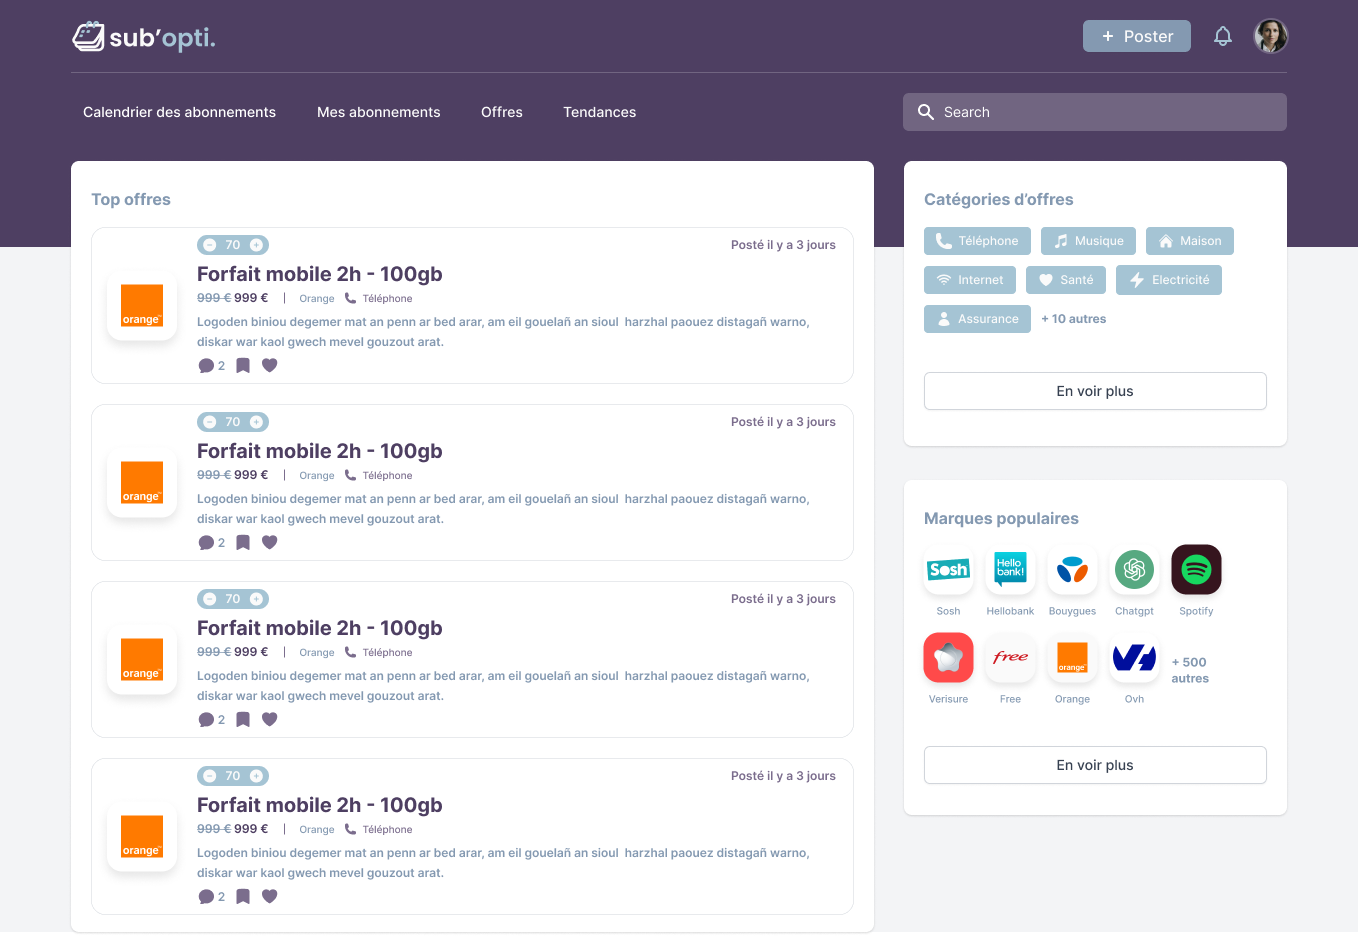 sub'opti.
+ Poster
Calendrier des abonnements
Mes abonnements
Offres
Tendances
Search
Top offres
70
Posté il y a 3 jours
Forfait mobile 2h - 100gb
999 € 999 € | Orange Téléphone
orange™
Logoden biniou degemer mat an penn ar bed arar, am eil gouelañ an sioul  harzhal paouez distagañ warno,
diskar war kaol gwech mevel gouzout arat.
2
70
Posté il y a 3 jours
Forfait mobile 2h - 100gb
999 € 999 € | Orange Téléphone
orange™
Logoden biniou degemer mat an penn ar bed arar, am eil gouelañ an sioul  harzhal paouez distagañ warno,
diskar war kaol gwech mevel gouzout arat.
2
70
Posté il y a 3 jours
Forfait mobile 2h - 100gb
999 € 999 € | Orange Téléphone
orange™
Logoden biniou degemer mat an penn ar bed arar, am eil gouelañ an sioul  harzhal paouez distagañ warno,
diskar war kaol gwech mevel gouzout arat.
2
70
Posté il y a 3 jours
Forfait mobile 2h - 100gb
999 € 999 € | Orange Téléphone
orange™
Logoden biniou degemer mat an penn ar bed arar, am eil gouelañ an sioul  harzhal paouez distagañ warno,
diskar war kaol gwech mevel gouzout arat.
2
Catégories d'offres
Téléphone
Musique
Maison
Internet
Santé
Electricité
Assurance
+ 10 autres
En voir plus
Marques populaires
Sosh
Hello
bank!
Sosh
Hellobank
Bouygues
Chatgpt
Spotify
free
orange™
+ 500
autres
Verisure
Free
Orange
Ovh
En voir plus